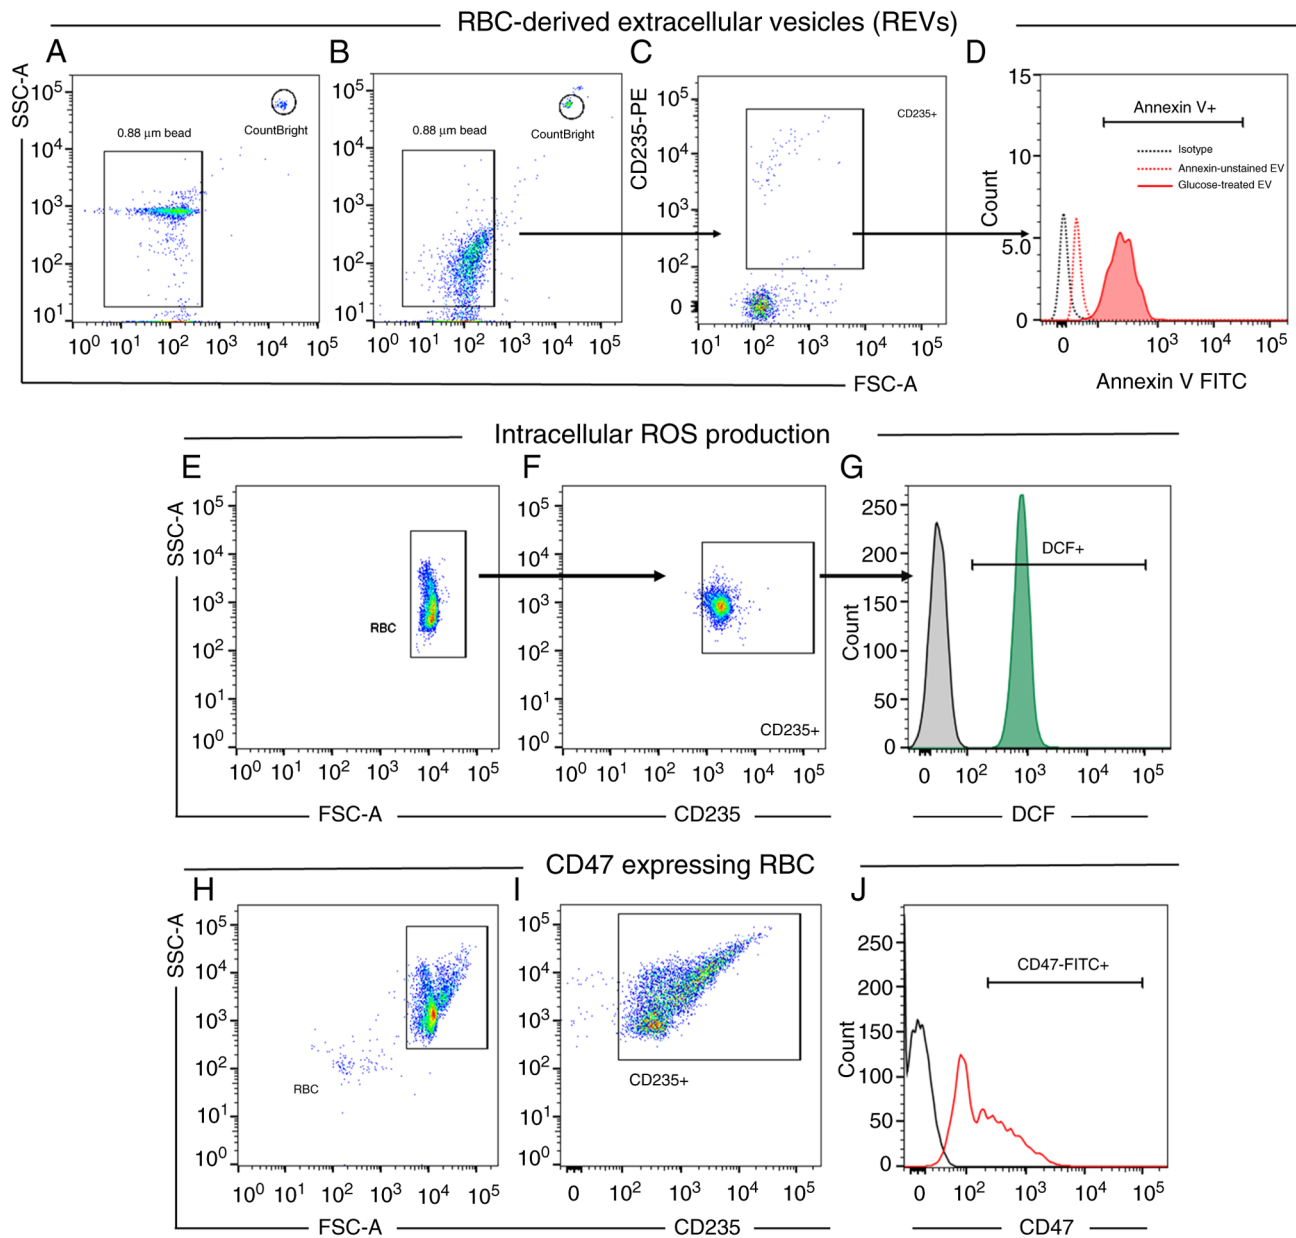 RBC-derived extracellular vesicles (REVs)
A
B
C
D
SSC-A
10⁵
10⁴
10³
10²
10¹
0.88 μm bead
CountBright
10⁰ 10¹ 10² 10³ 10⁴ 10⁵
10⁵
10⁴
10³
10²
10¹
0.88 μm bead
CountBright
10⁰ 10¹ 10² 10³ 10⁴ 10⁵
CD235-PE
10⁵
10⁴
10³
10²
0
CD235+
10¹ 10² 10³ 10⁴ 10⁵
FSC-A
Count
15
10
5.0
0
Annexin V+
Isotype
Annexin-unstained EV
Glucose-treated EV
0 10³ 10⁴ 10⁵
Annexin V FITC
Intracellular ROS production
E
F
G
SSC-A
10⁵
10⁴
10³
10²
10¹
10⁰
RBC
10⁰ 10¹ 10² 10³ 10⁴ 10⁵
FSC-A
10⁵
10⁴
10³
10²
10¹
10⁰
CD235+
10⁰ 10¹ 10² 10³ 10⁴ 10⁵
CD235
Count
250
200
150
100
50
0
DCF+
0 10² 10³ 10⁴ 10⁵
DCF
CD47 expressing RBC
H
I
J
SSC-A
10⁵
10⁴
10³
10²
10¹
10⁰
RBC
10⁰ 10¹ 10² 10³ 10⁴ 10⁵
FSC-A
10⁵
10⁴
10³
10²
10¹
10⁰
CD235+
0 10² 10³ 10⁴ 10⁵
CD235
Count
250
200
150
100
50
0
CD47-FITC+
0 10² 10³ 10⁴ 10⁵
CD47